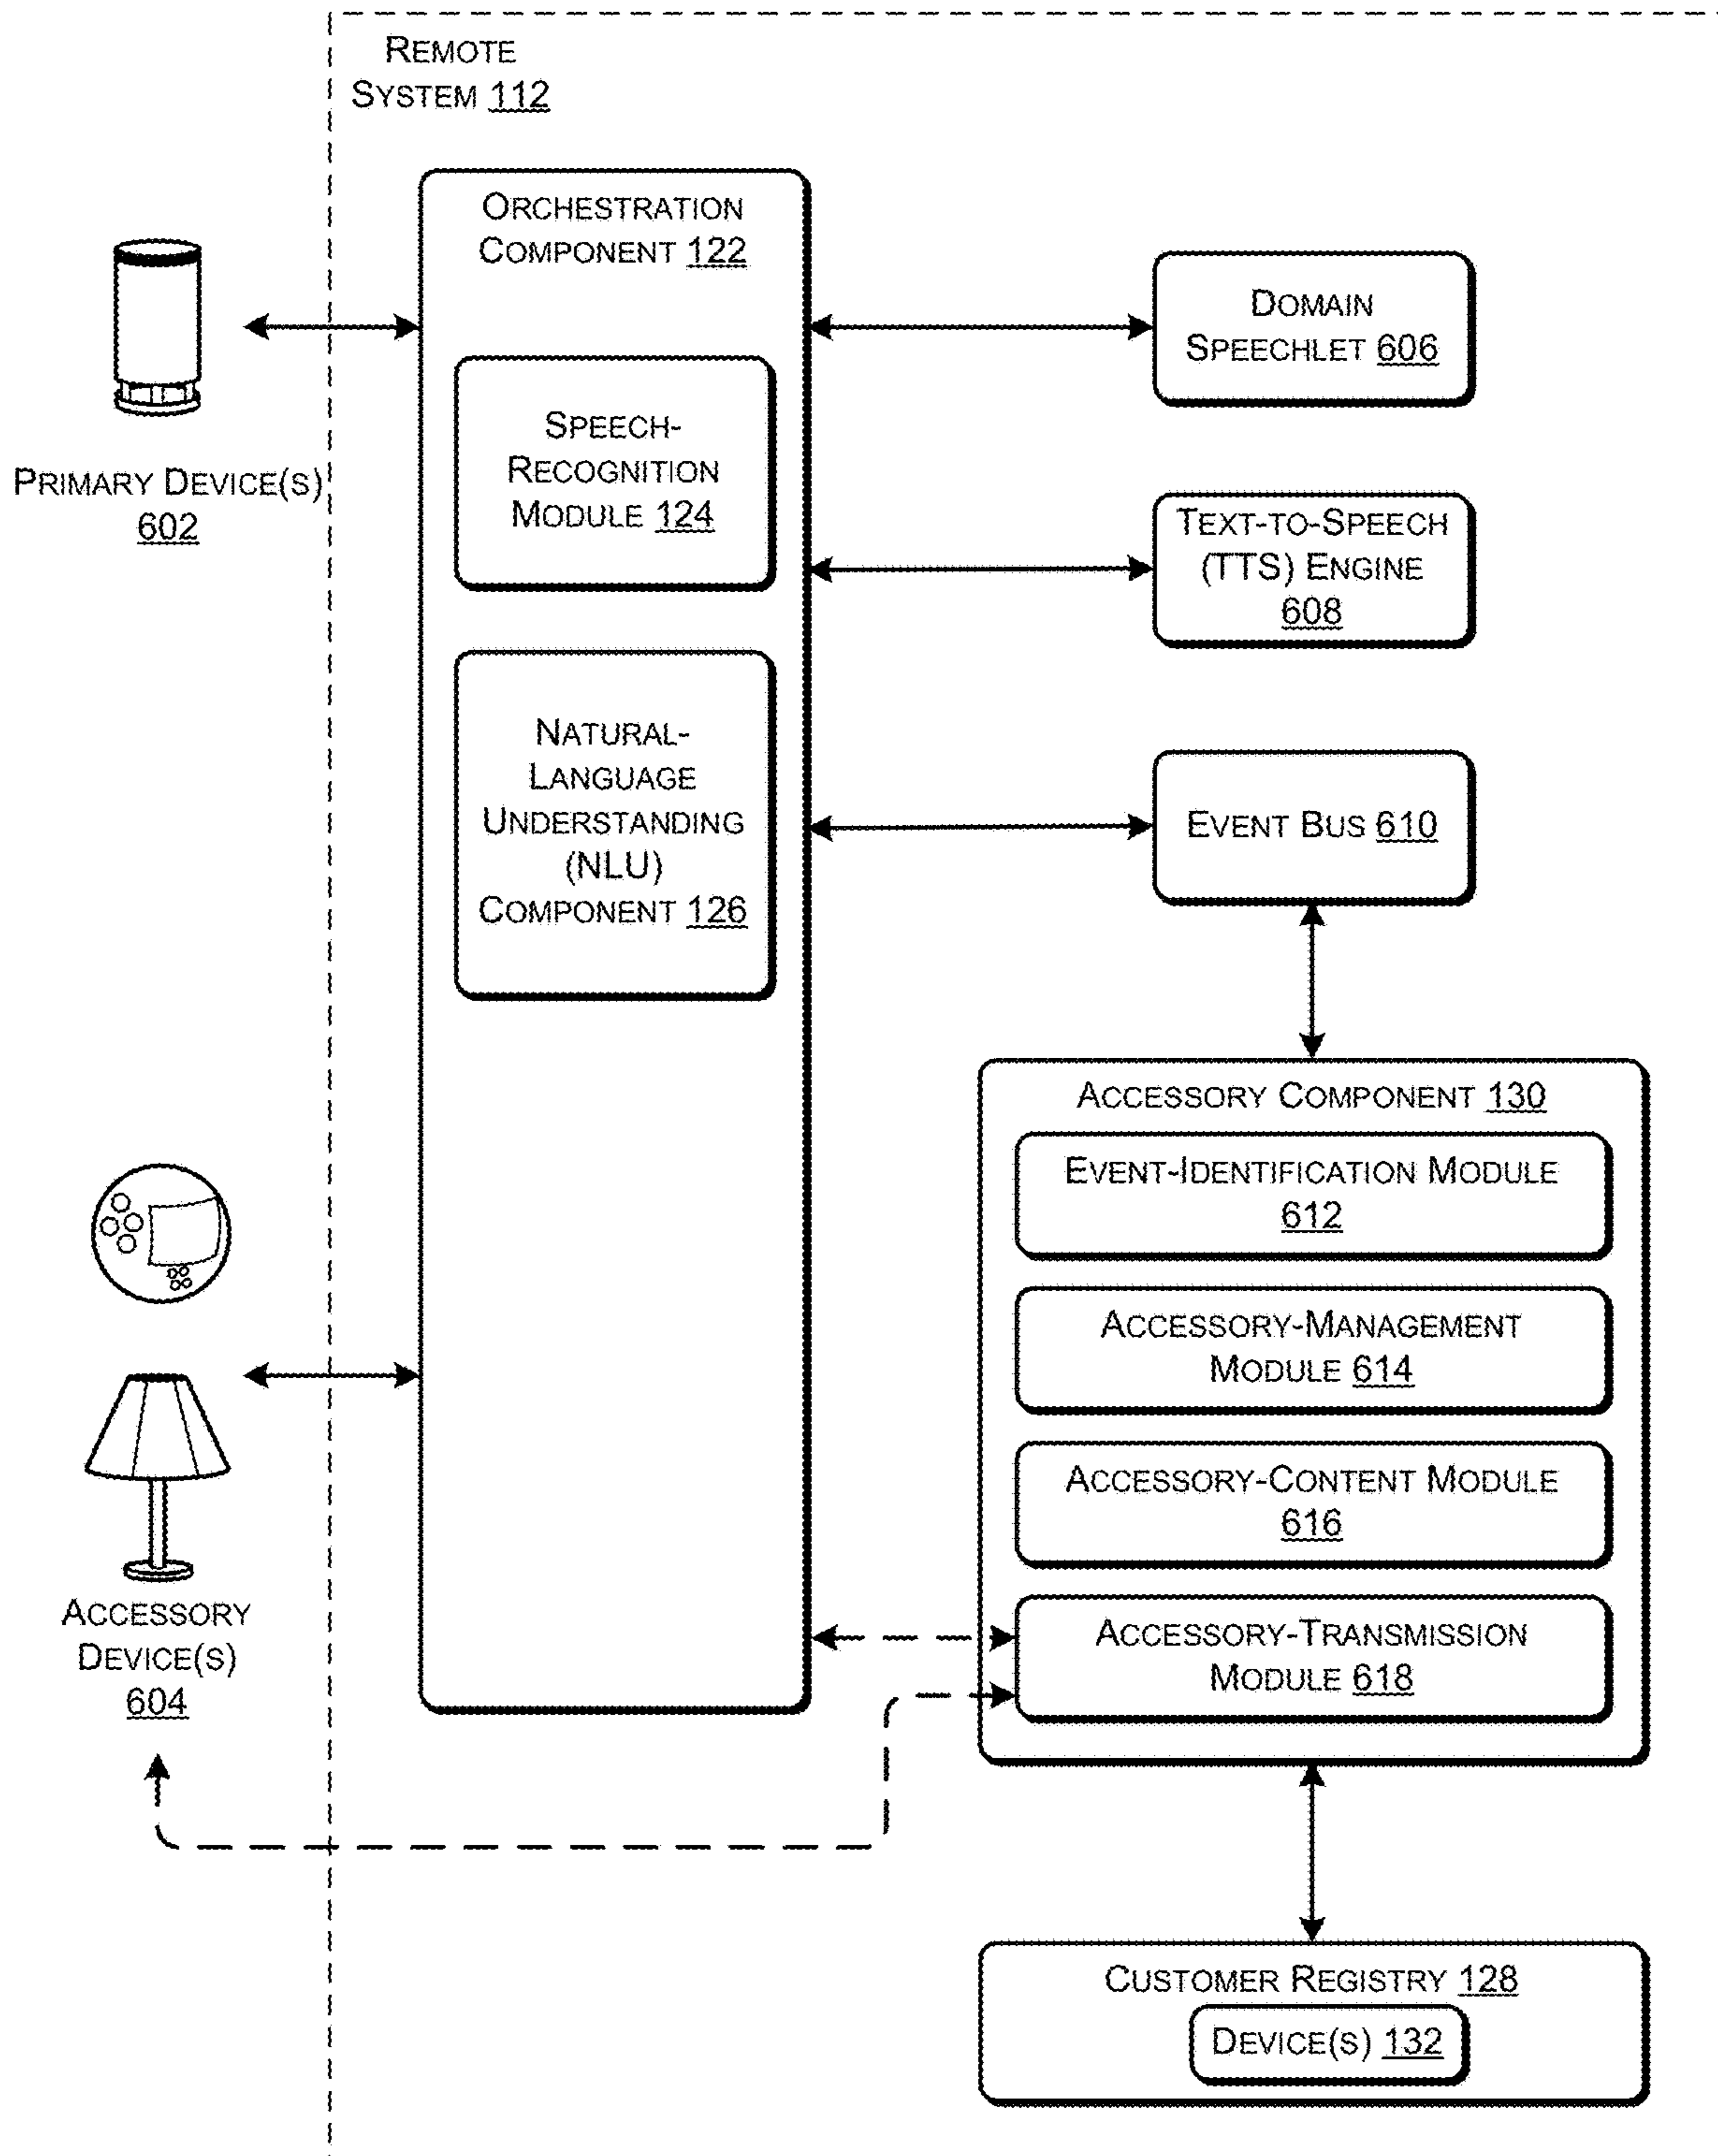 REMOTE
SYSTEM 112
ORCHESTRATION
COMPONENT 122
SPEECH-
RECOGNITION
MODULE 124
NATURAL-
LANGUAGE
UNDERSTANDING
(NLU)
COMPONENT 126
PRIMARY DEVICE(S)
602
ACCESSORY
DEVICE(S)
604
DOMAIN
SPEECHLET 606
TEXT-TO-SPEECH
(TTS) ENGINE
608
EVENT BUS 610
ACCESSORY COMPONENT 130
EVENT-IDENTIFICATION MODULE
612
ACCESSORY-MANAGEMENT
MODULE 614
ACCESSORY-CONTENT MODULE
616
ACCESSORY-TRANSMISSION
MODULE 618
CUSTOMER REGISTRY 128
DEVICE(S) 132